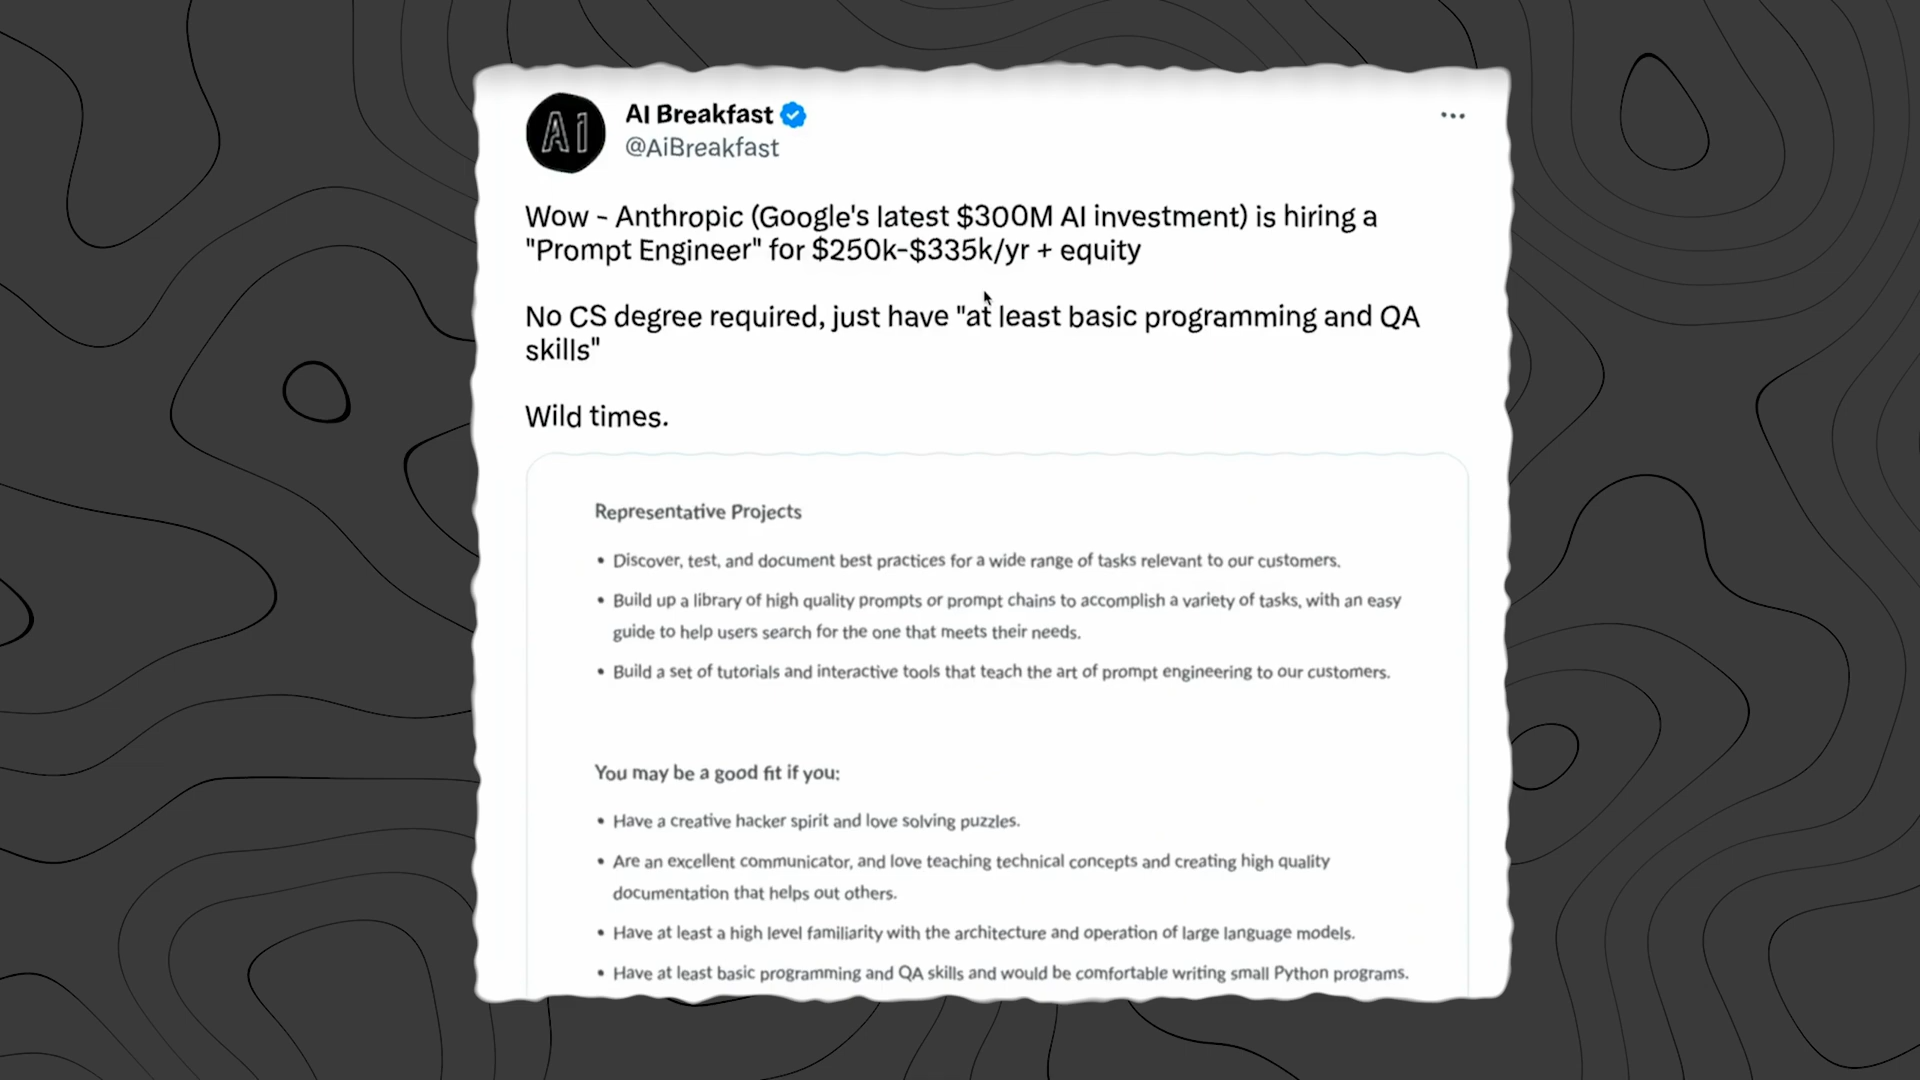 AI
AI Breakfast
@AiBreakfast
Wow - Anthropic (Google's latest $300M AI investment) is hiring a
"Prompt Engineer" for $250k-$335k/yr + equity
No CS degree required, just have "at least basic programming and QA
skills"
Wild times.
Representative Projects
• Discover, test, and document best practices for a wide range of tasks relevant to our customers.
• Build up a library of high quality prompts or prompt chains to accomplish a variety of tasks, with an easy
guide to help users search for the one that meets their needs.
• Build a set of tutorials and interactive tools that teach the art of prompt engineering to our customers.
You may be a good fit if you:
• Have a creative hacker spirit and love solving puzzles.
• Are an excellent communicator, and love teaching technical concepts and creating high quality
documentation that helps out others.
• Have at least a high level familiarity with the architecture and operation of large language models.
• Have at least basic programming and QA skills and would be comfortable writing small Python programs.